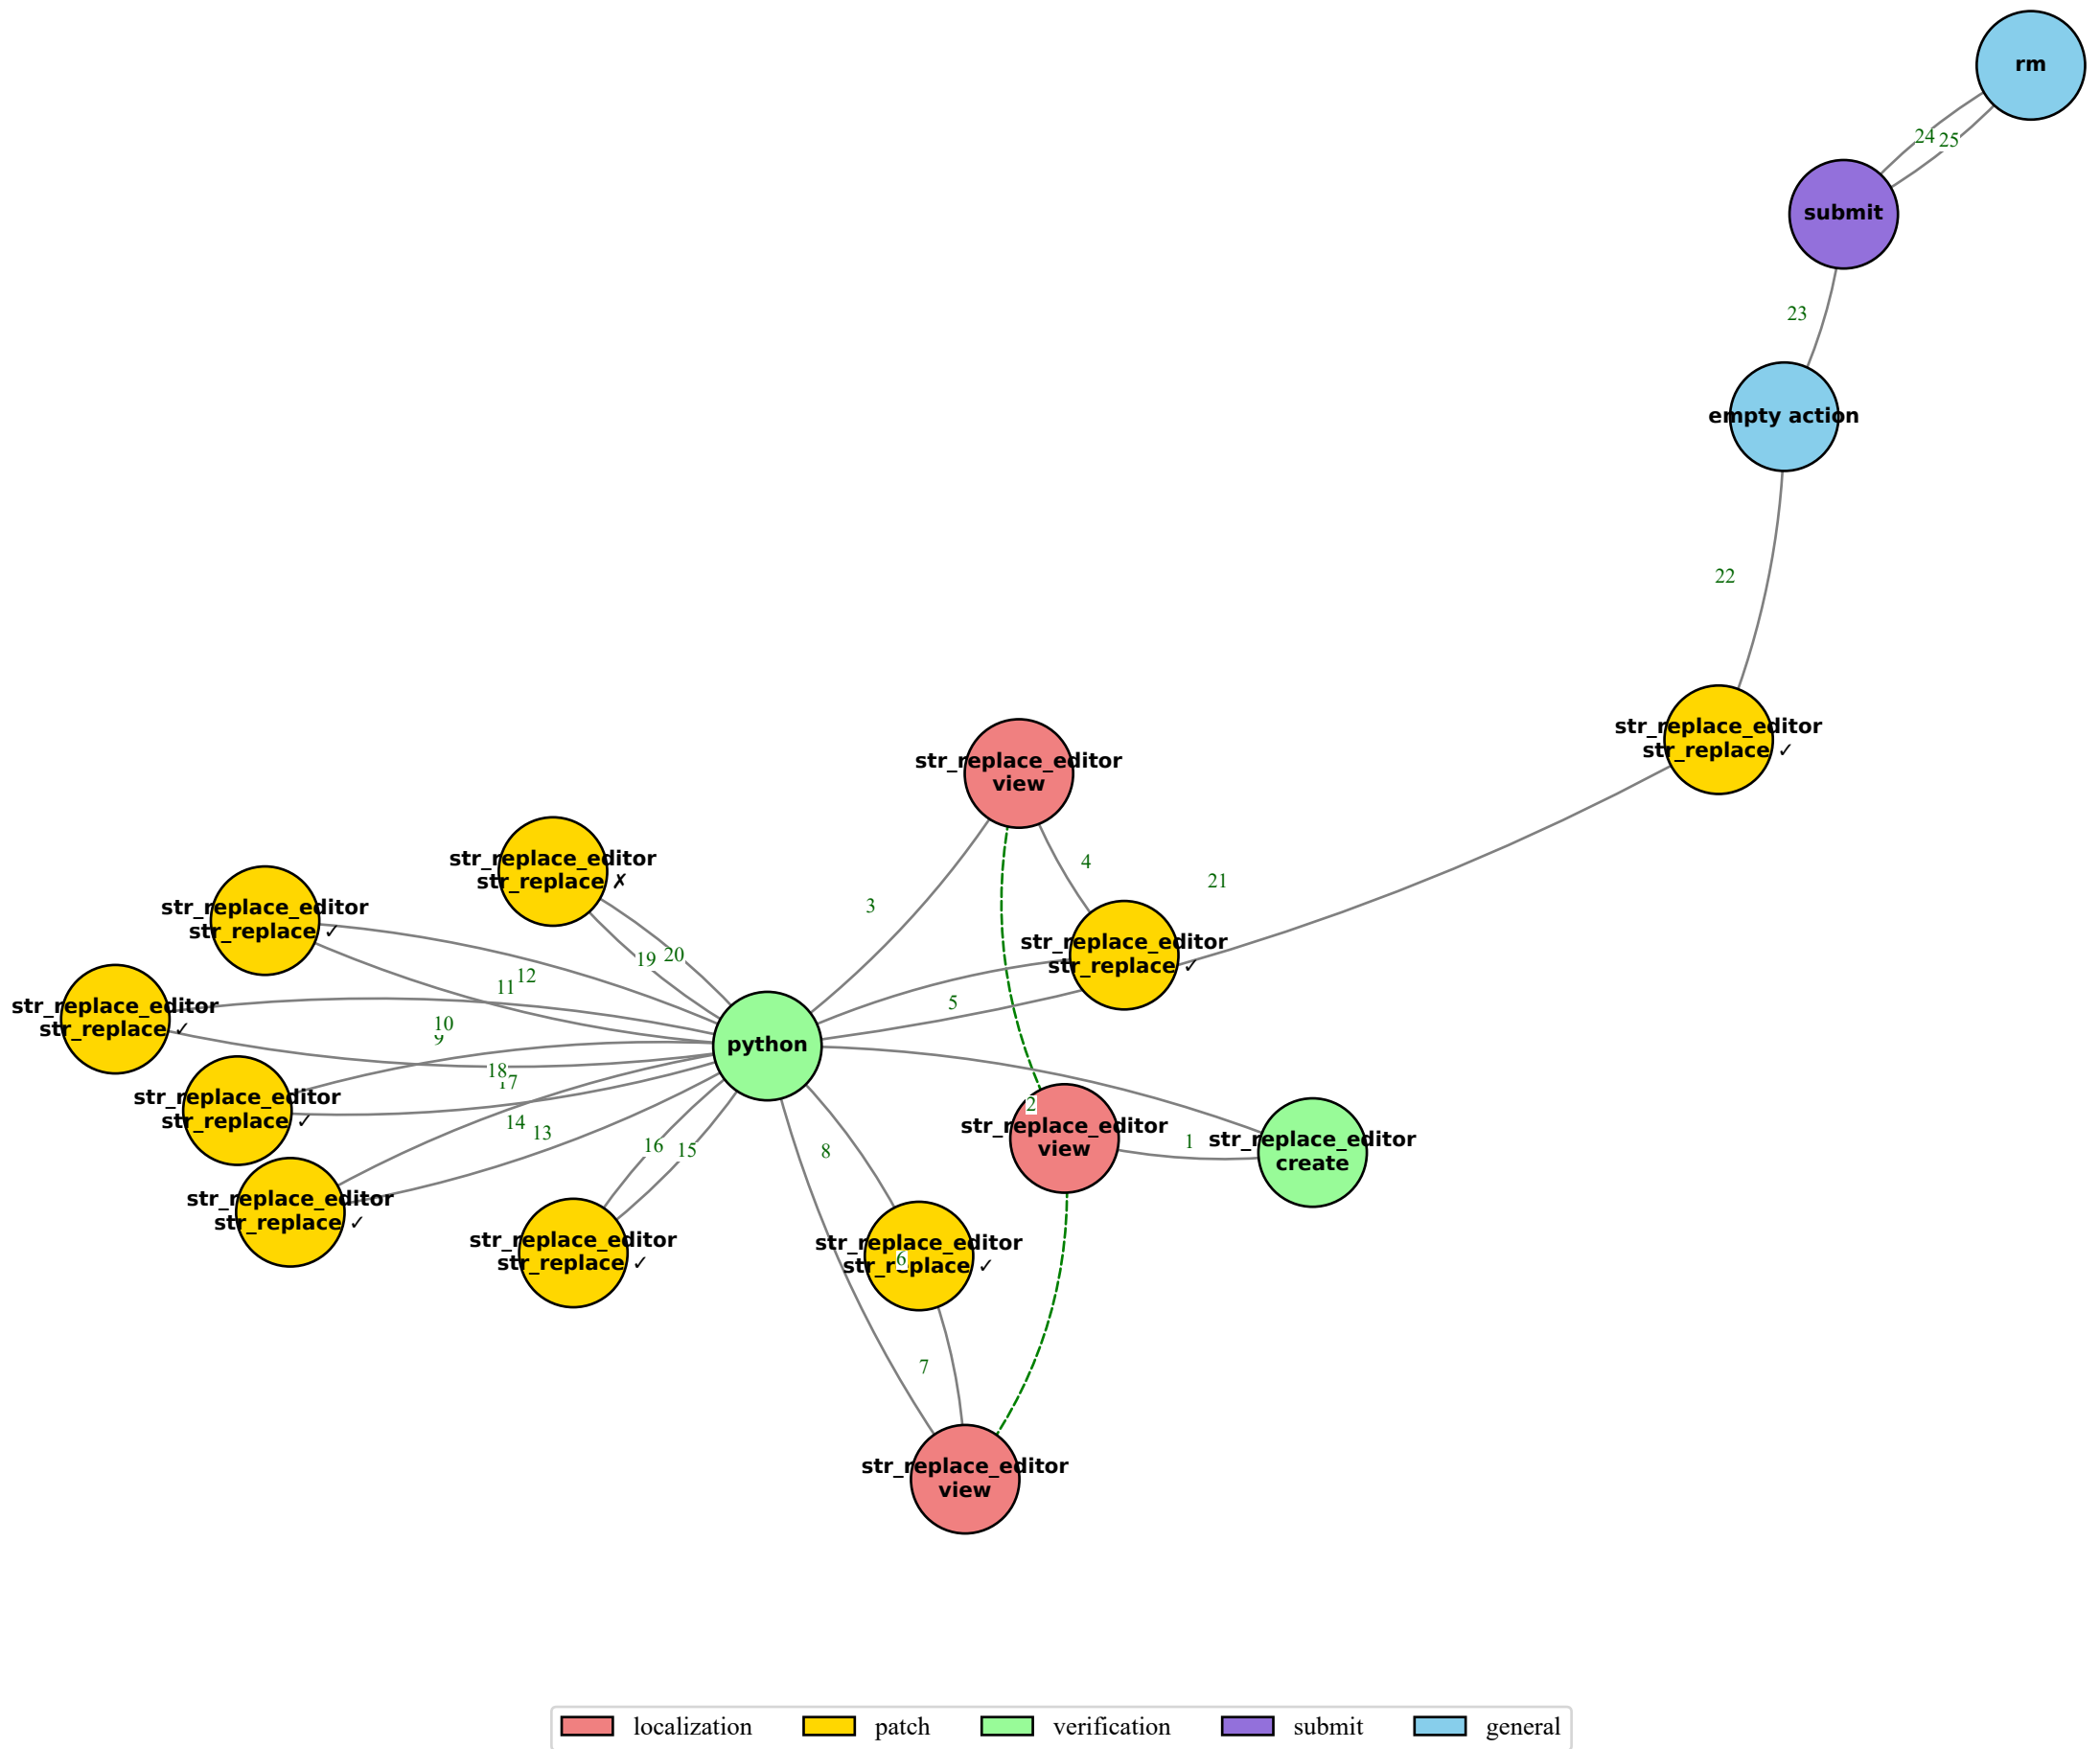 rm
24
25
submit
23
empty action
22
str_replace_editor
str_replace ✓
str_replace_editor
view
4
21
str_replace_editor
str_replace ✗
3
str_replace_editor
str_replace ✓
str_replace_editor
str_replace ✓
19
20
12
11
5
str_replace_editor
str_replace ✓
10
9
python
18
17
str_replace_editor
str_replace ✓
2
14
13
16
15
8
str_replace_editor
view
1
str_replace_editor
create
str_replace_editor
str_replace ✓
str_replace_editor
str_replace ✓
str_replace_editor
str_replace ✓
6
7
str_replace_editor
view
localization
patch
verification
submit
general